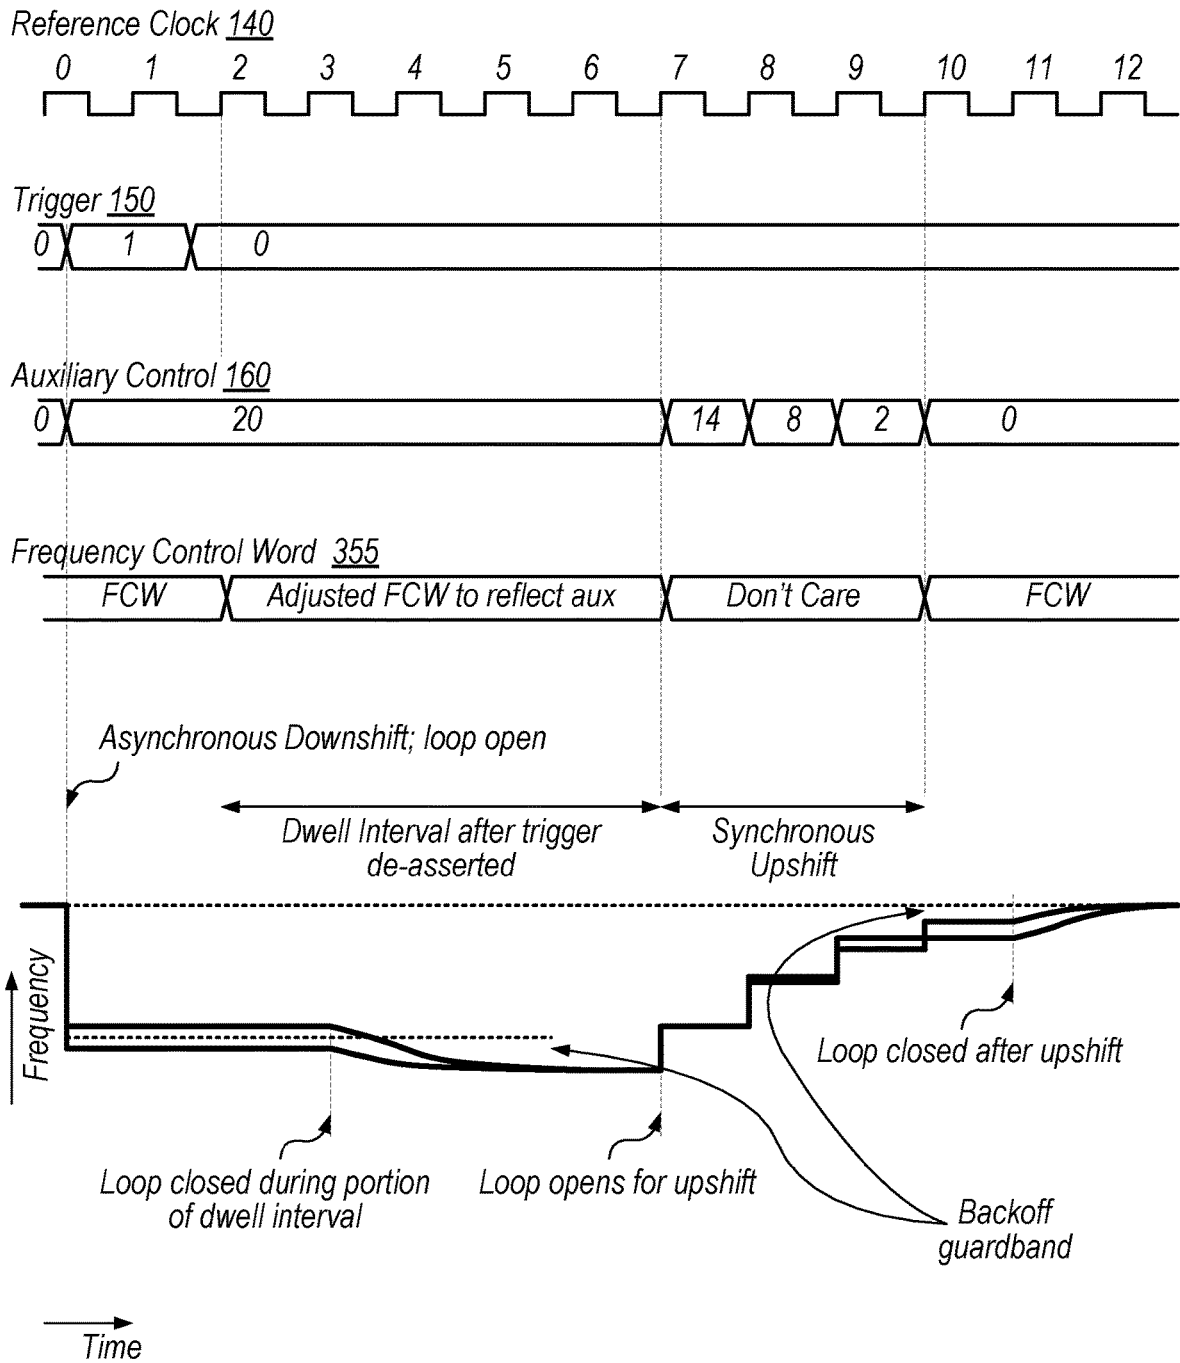 Reference Clock 140
0 1 2 3 4 5 6 7 8 9 10 11 12
Trigger 150
0 1 0
Auxiliary Control 160
0 20 14 8 2 0
Frequency Control Word 355
FCW Adjusted FCW to reflect aux Don't Care FCW
Asynchronous Downshift; loop open
Dwell Interval after trigger
de-asserted
Synchronous
Upshift
Frequency
Loop closed after upshift
Loop closed during portion
of dwell interval
Loop opens for upshift
Backoff
guardband
Time